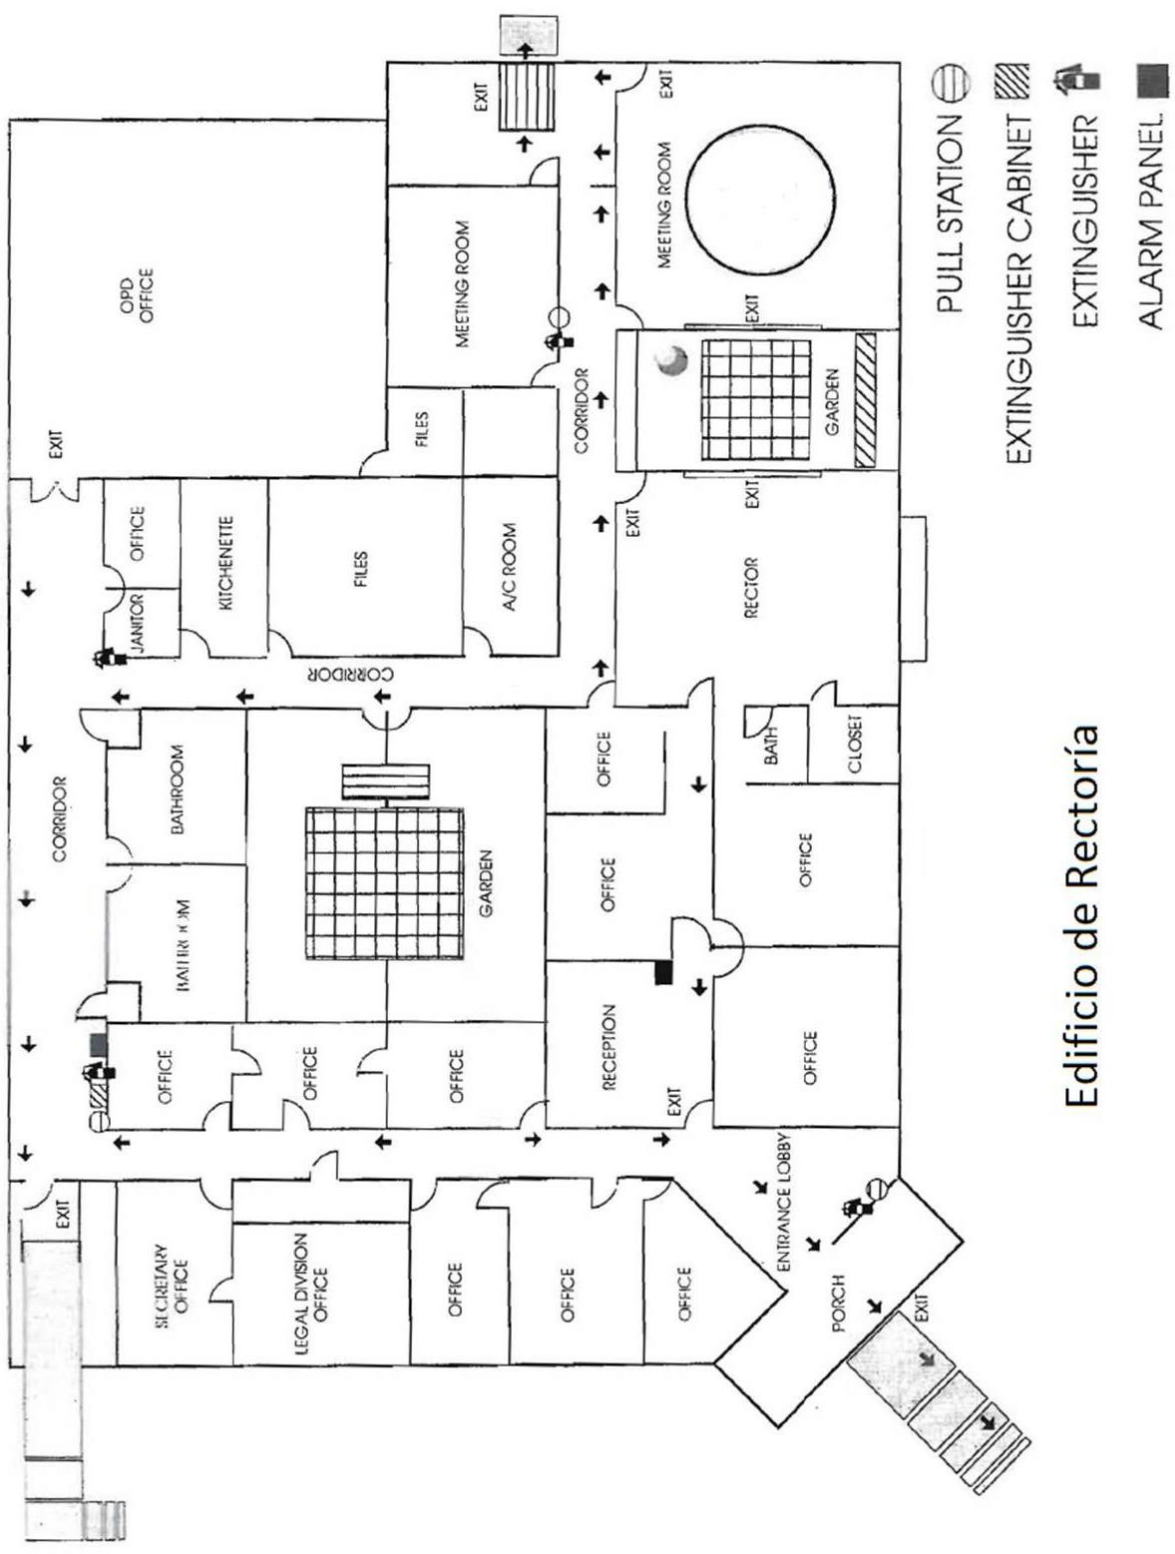 EXIT
CORRIDOR
EXIT
OPD
OFFICE
JANITOR
OFFICE
SECRETARY
OFFICE
OFFICE
BATHROOM
BATHROOM
KITCHENETTE
LEGAL DIVISION
OFFICE
OFFICE
CORRIDOR
FILES
FILES
OFFICE
OFFICE
GARDEN
MEETING ROOM
EXIT
A/C ROOM
OFFICE
CORRIDOR
RECEPTION
OFFICE
OFFICE
EXIT
OFFICE
EXIT
MEETING ROOM
EXIT
RECTOR
EXIT
EXIT
ENTRANCE LOBBY
BATH
OFFICE
OFFICE
GARDEN
PORCH
CLOSET
EXIT
PULL STATION
EXTINGUISHER CABINET
EXTINGUISHER
ALARM PANEL
Edificio de Rectoría